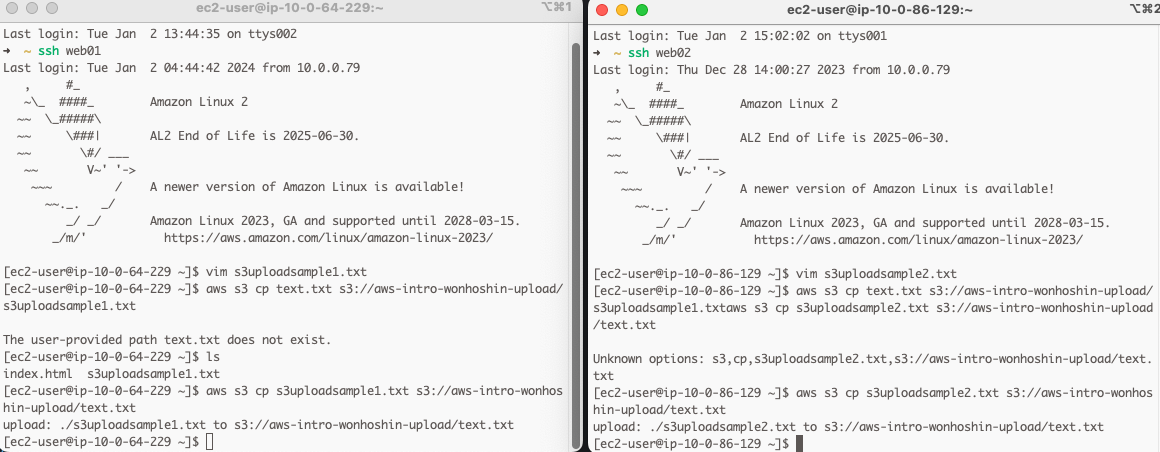 ec2-user@ip-10-0-64-229:~
⌥⌘1
Last login: Tue Jan  2 13:44:35 on ttys002
➜  ~ ssh web01
Last login: Tue Jan  2 04:44:42 2024 from 10.0.0.79
   ,     #_
   ~\_  ####_        Amazon Linux 2
  ~~  \_#####\
  ~~     \###|       AL2 End of Life is 2025-06-30.
  ~~       \#/ ___
   ~~       V~' '->
    ~~~         /    A newer version of Amazon Linux is available!
      ~~._.   _/
         _/ _/       Amazon Linux 2023, GA and supported until 2028-03-15.
       _/m/'           https://aws.amazon.com/linux/amazon-linux-2023/
[ec2-user@ip-10-0-64-229 ~]$ vim s3uploadsample1.txt
[ec2-user@ip-10-0-64-229 ~]$ aws s3 cp text.txt s3://aws-intro-wonhoshin-upload/
s3uploadsample1.txt
The user-provided path text.txt does not exist.
[ec2-user@ip-10-0-64-229 ~]$ ls
index.html  s3uploadsample1.txt
[ec2-user@ip-10-0-64-229 ~]$ aws s3 cp s3uploadsample1.txt s3://aws-intro-wonhos
hin-upload/text.txt
upload: ./s3uploadsample1.txt to s3://aws-intro-wonhoshin-upload/text.txt
[ec2-user@ip-10-0-64-229 ~]$
ec2-user@ip-10-0-86-129:~
⌥⌘2
Last login: Tue Jan  2 15:02:02 on ttys001
➜  ~ ssh web02
Last login: Thu Dec 28 14:00:27 2023 from 10.0.0.79
   ,     #_
   ~\_  ####_        Amazon Linux 2
  ~~  \_#####\
  ~~     \###|       AL2 End of Life is 2025-06-30.
  ~~       \#/ ___
   ~~       V~' '->
    ~~~         /    A newer version of Amazon Linux is available!
      ~~._.   _/
         _/ _/       Amazon Linux 2023, GA and supported until 2028-03-15.
       _/m/'           https://aws.amazon.com/linux/amazon-linux-2023/
[ec2-user@ip-10-0-86-129 ~]$ vim s3uploadsample2.txt
[ec2-user@ip-10-0-86-129 ~]$ aws s3 cp text.txt s3://aws-intro-wonhoshin-upload/
s3uploadsample1.txtaws s3 cp s3uploadsample2.txt s3://aws-intro-wonhoshin-upload
/text.txt
Unknown options: s3,cp,s3uploadsample2.txt,s3://aws-intro-wonhoshin-upload/text.
txt
[ec2-user@ip-10-0-86-129 ~]$ aws s3 cp s3uploadsample2.txt s3://aws-intro-wonhos
hin-upload/text.txt
upload: ./s3uploadsample2.txt to s3://aws-intro-wonhoshin-upload/text.txt
[ec2-user@ip-10-0-86-129 ~]$